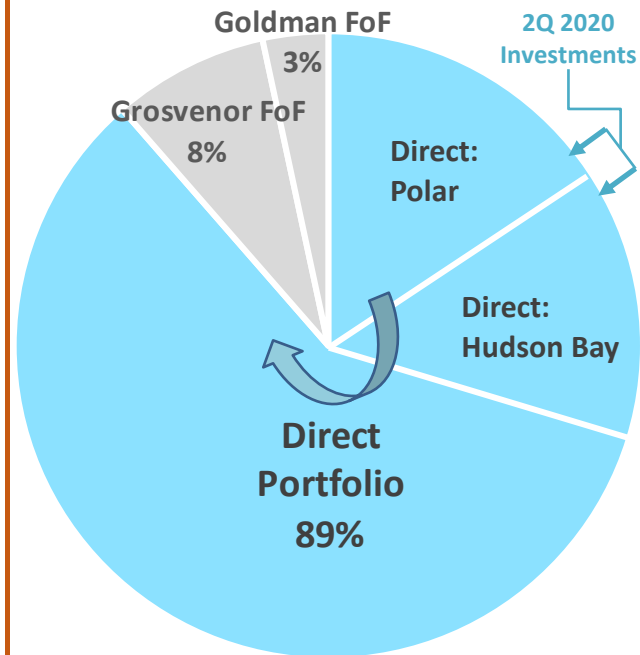 Goldman FoF
3%
2Q 2020
Investments
Grosvenor FoF
8%
Direct:
Polar
Direct:
Hudson Bay
Direct
Portfolio
89%